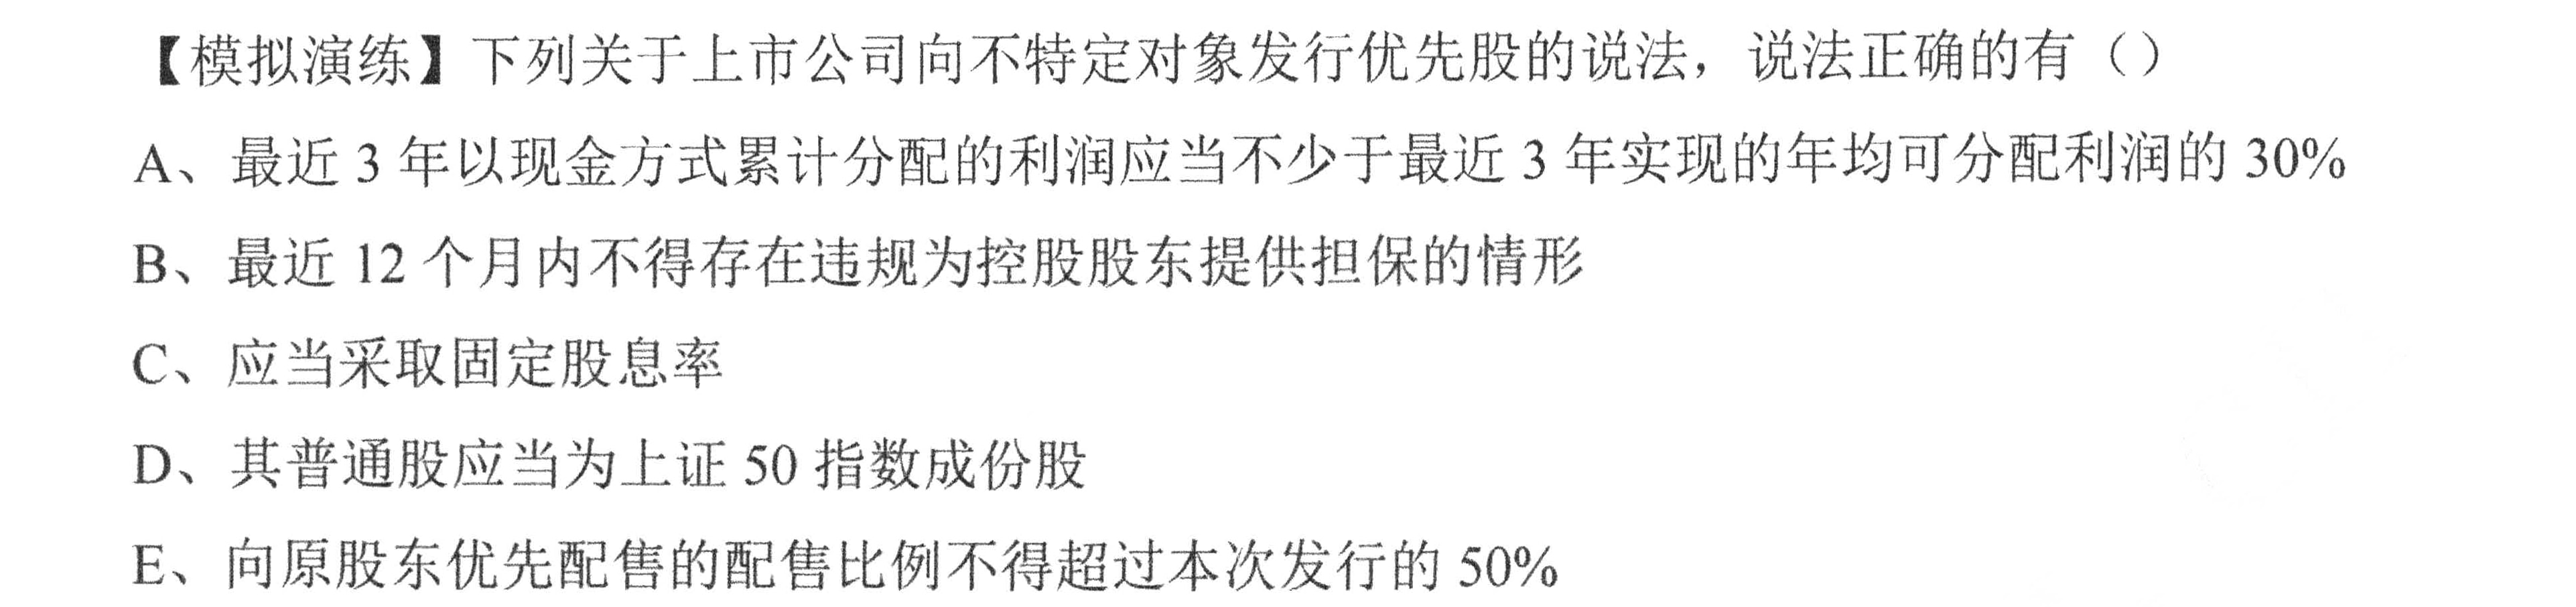 【模拟演练】下列关于上市公司向不特定对象发行优先股的说法，说法正确的有（）
A、最近 3 年以现金方式累计分配的利润应当不少于最近 3 年实现的年均可分配利润的 30%
B、最近 12 个月内不得存在违规为控股股东提供担保的情形
C、应当采取固定股息率
D、其普通股应当为上证 50 指数成份股
E、向原股东优先配售的配售比例不得超过本次发行的 50%